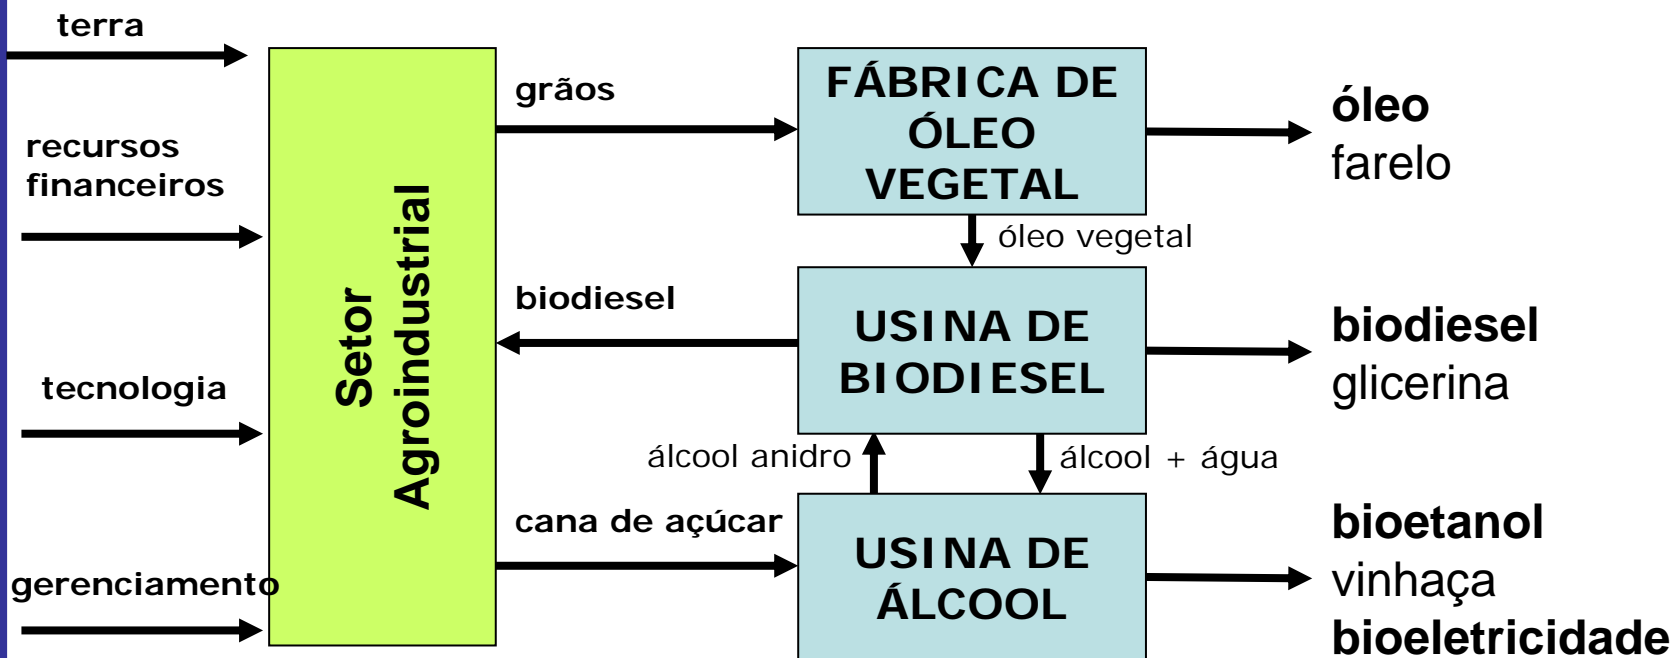 terra
recursos
financeiros
tecnologia
gerenciamento
Setor
Agroindustrial
grãos
biodiesel
cana de açúcar
FÁBRICA DE
ÓLEO
VEGETAL
óleo vegetal
USINA DE
BIODIESEL
álcool anidro
álcool + água
USINA DE
ÁLCOOL
óleo
farelo
biodiesel
glicerina
bioetanol
vinhaça
bioeletricidade